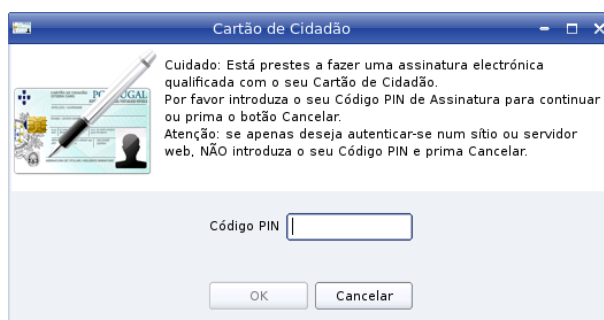 Cartão de Cidadão
Cuidado: Está prestes a fazer uma assinatura electrónica
qualificada com o seu Cartão de Cidadão.
Por favor introduza o seu Código PIN de Assinatura para continuar
ou prima o botão Cancelar.
Atenção: se apenas deseja autenticar-se num sítio ou servidor
web, NÃO introduza o seu Código PIN e prima Cancelar.
PORTUGAL
Código PIN
OK
Cancelar